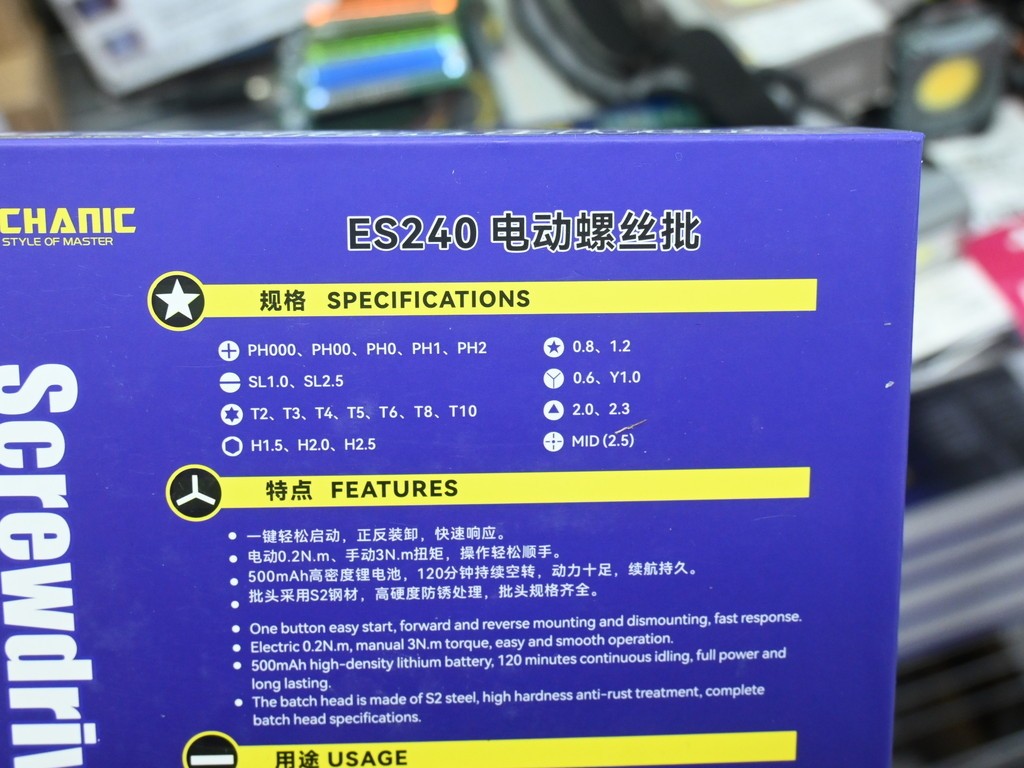 CHANIC
STYLE OF MASTER
ES240 电动螺丝批
规格 SPECIFICATIONS
PH000、PH00、PH0、PH1、PH2
SL1.0、SL2.5
T2、T3、T4、T5、T6、T8、T10
H1.5、H2.0、H2.5
0.8、1.2
0.6、Y1.0
2.0、2.3
MID (2.5)
特点 FEATURES
一键轻松启动，正反装卸，快速响应。
电动0.2N.m、手动3N.m扭矩，操作轻松顺手。
500mAh高密度锂电池，120分钟持续空转，动力十足，续航持久。
批头采用S2钢材，高硬度防锈处理，批头规格齐全。
One button easy start, forward and reverse mounting and dismounting, fast response.
Electric 0.2N.m, manual 3N.m torque, easy and smooth operation.
500mAh high-density lithium battery, 120 minutes continuous idling, full power and
long lasting.
The batch head is made of S2 steel, high hardness anti-rust treatment, complete
batch head specifications.
用途 USAGE
Screwdriv